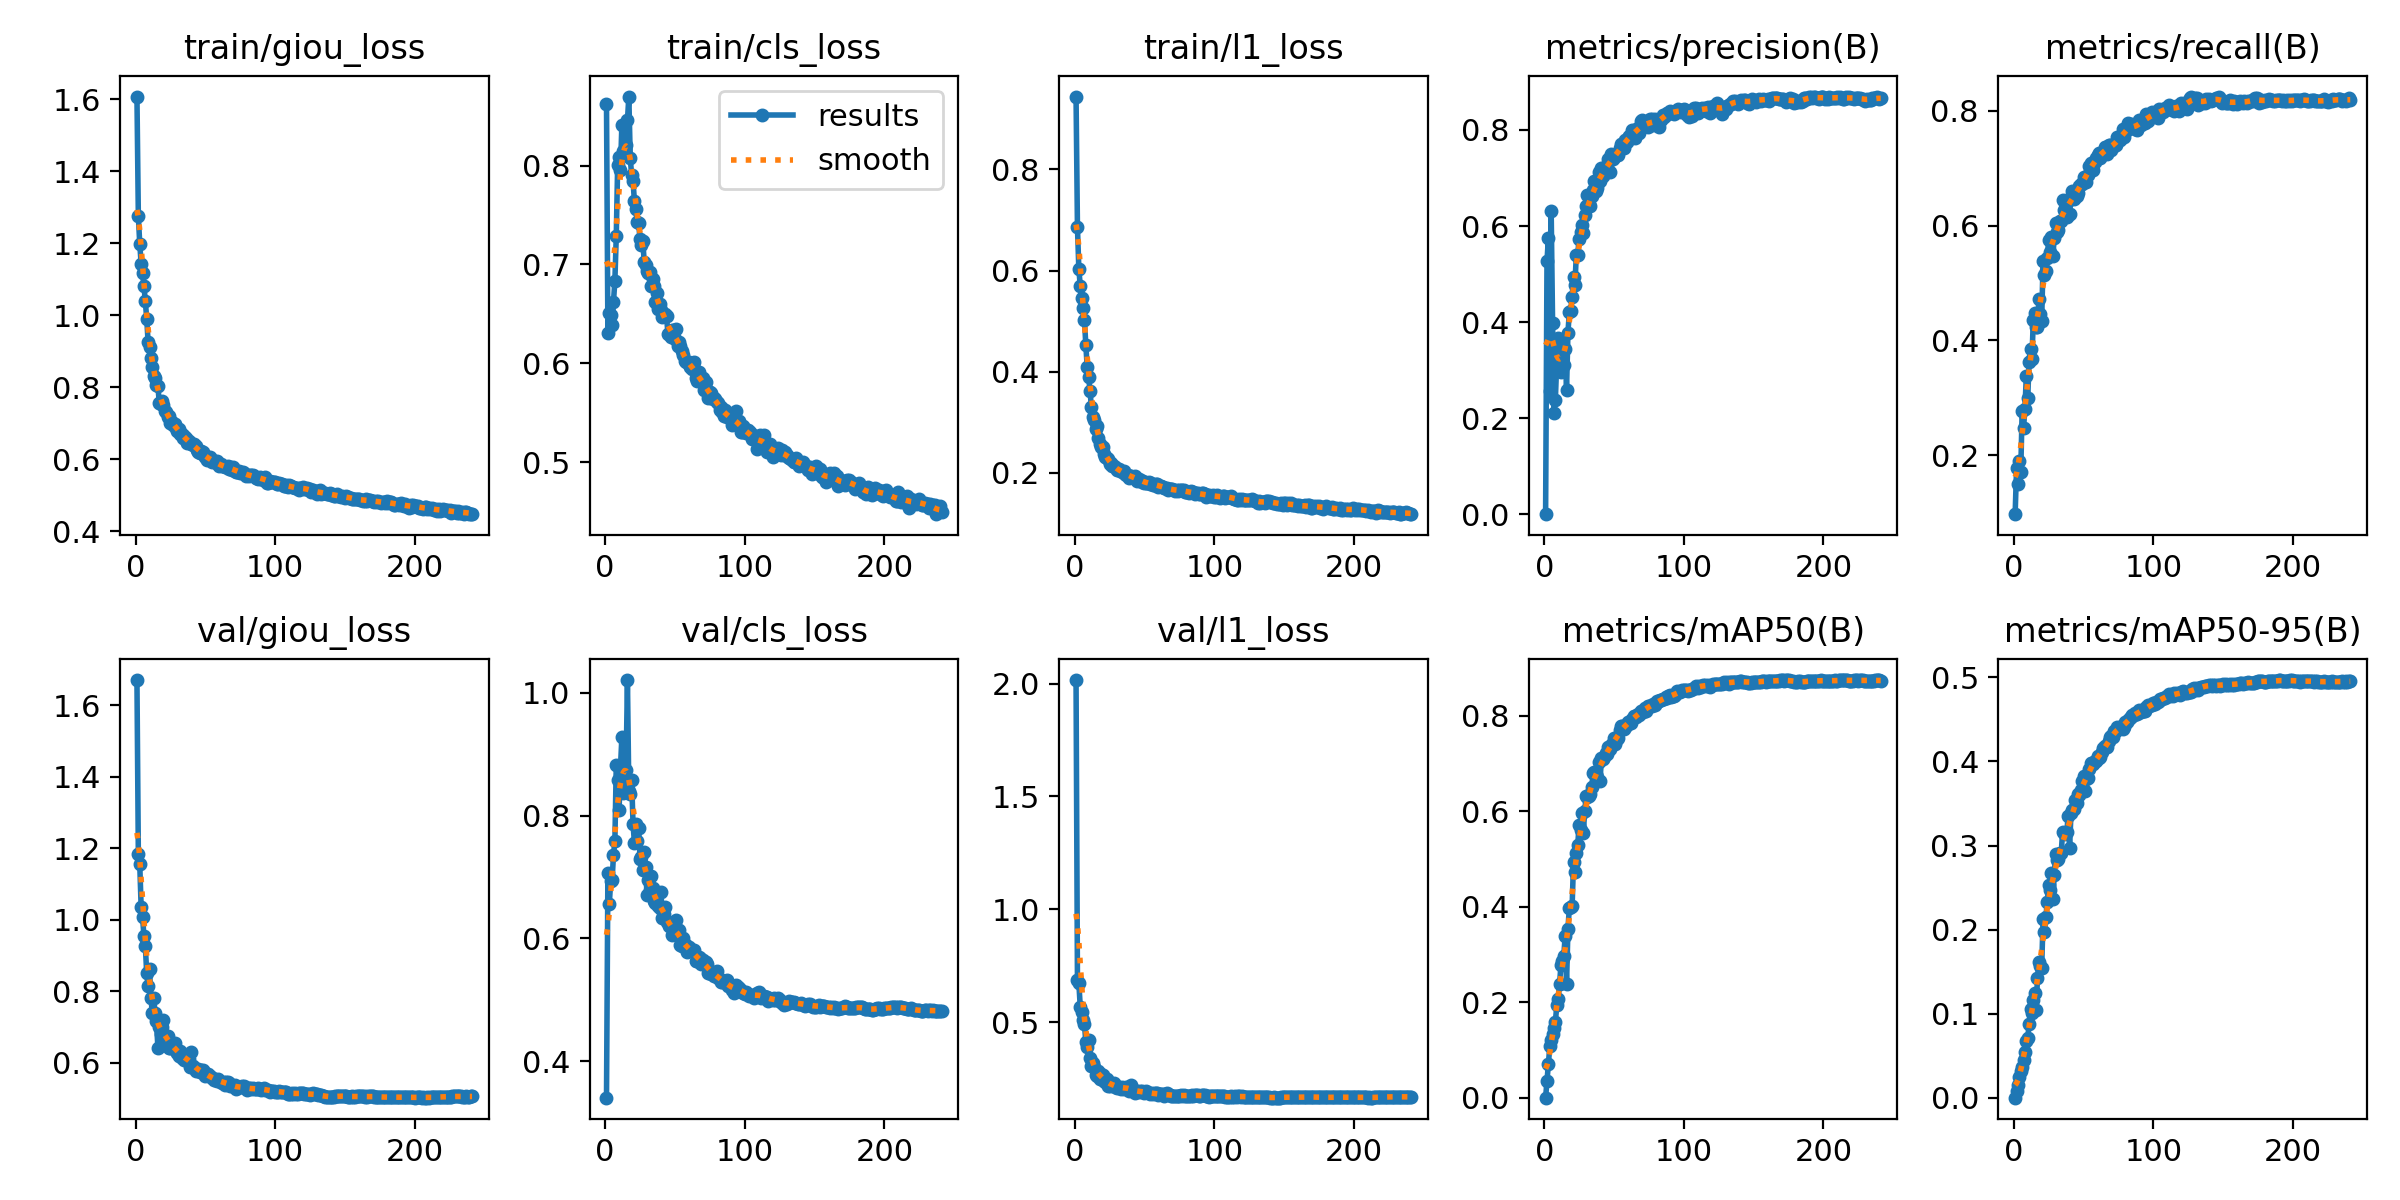 train/giou_loss
train/cls_loss
train/l1_loss
metrics/precision(B)
metrics/recall(B)
1.6
1.4
1.2
1.0
0.8
0.6
0.4
0 100 200
results
smooth
0.8
0.7
0.6
0.5
0 100 200
0.8
0.6
0.4
0.2
0 100 200
0.8
0.6
0.4
0.2
0.0
0 100 200
0.8
0.6
0.4
0.2
0 100 200
val/giou_loss
val/cls_loss
val/l1_loss
metrics/mAP50(B)
metrics/mAP50-95(B)
1.6
1.4
1.2
1.0
0.8
0.6
0 100 200
1.0
0.8
0.6
0.4
0 100 200
2.0
1.5
1.0
0.5
0 100 200
0.8
0.6
0.4
0.2
0.0
0 100 200
0.5
0.4
0.3
0.2
0.1
0.0
0 100 200